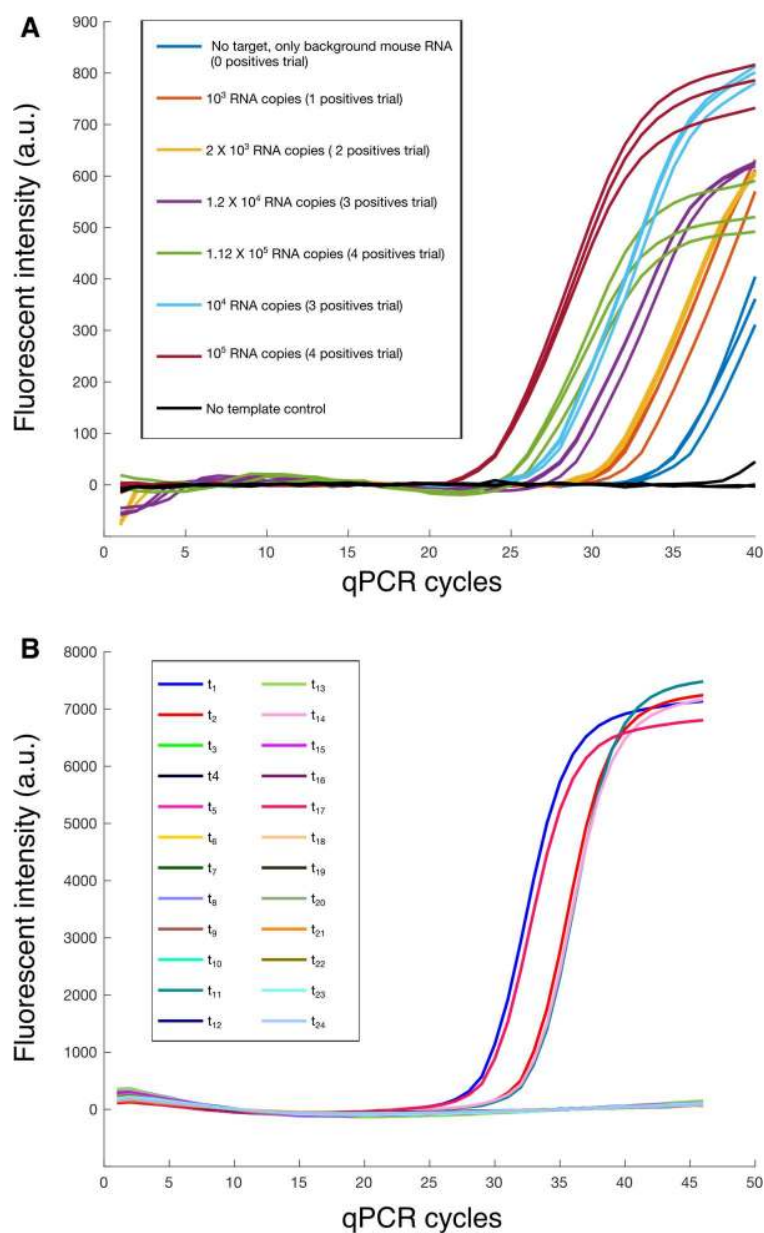 A
900
800
700
600
500
400
300
200
100
0
Fluorescent intensity (a.u.)
No target, only background mouse RNA
(0 positives trial)
10³ RNA copies (1 positives trial)
2 X 10³ RNA copies ( 2 positives trial)
1.2 X 10⁴ RNA copies (3 positives trial)
1.12 X 10⁵ RNA copies (4 positives trial)
10⁴ RNA copies (3 positives trial)
10⁵ RNA copies (4 positives trial)
No template control
0 5 10 15 20 25 30 35 40
qPCR cycles
B
8000
7000
6000
5000
4000
3000
2000
1000
0
-1000
Fluorescent intensity (a.u.)
t₁ t₁₃
t₂ t₁₄
t₃ t₁₅
t4 t₁₆
t₅ t₁₇
t₆ t₁₈
t₇ t₁₉
t₈ t₂₀
t₉ t₂₁
t₁₀ t₂₂
t₁₁ t₂₃
t₁₂ t₂₄
0 5 10 15 20 25 30 35 40 45 50
qPCR cycles